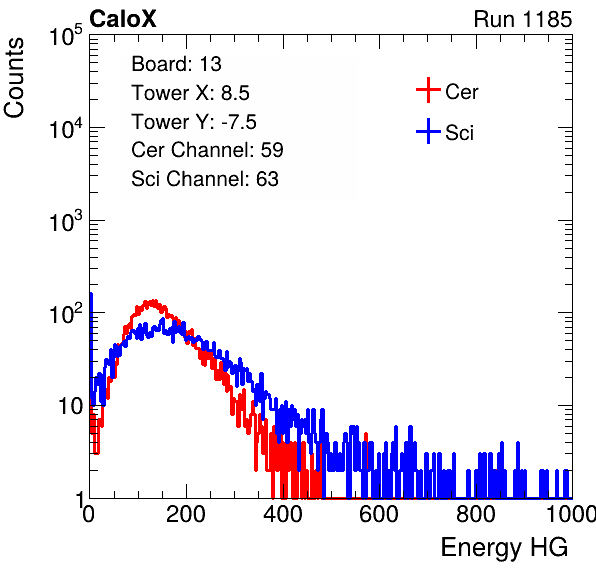 CaloX Run 1185
Counts
Board: 13
Tower X: 8.5
Tower Y: -7.5
Cer Channel: 59
Sci Channel: 63
Cer
Sci
10^5
10^4
10^3
10^2
10
1
0 200 400 600 800 1000
Energy HG